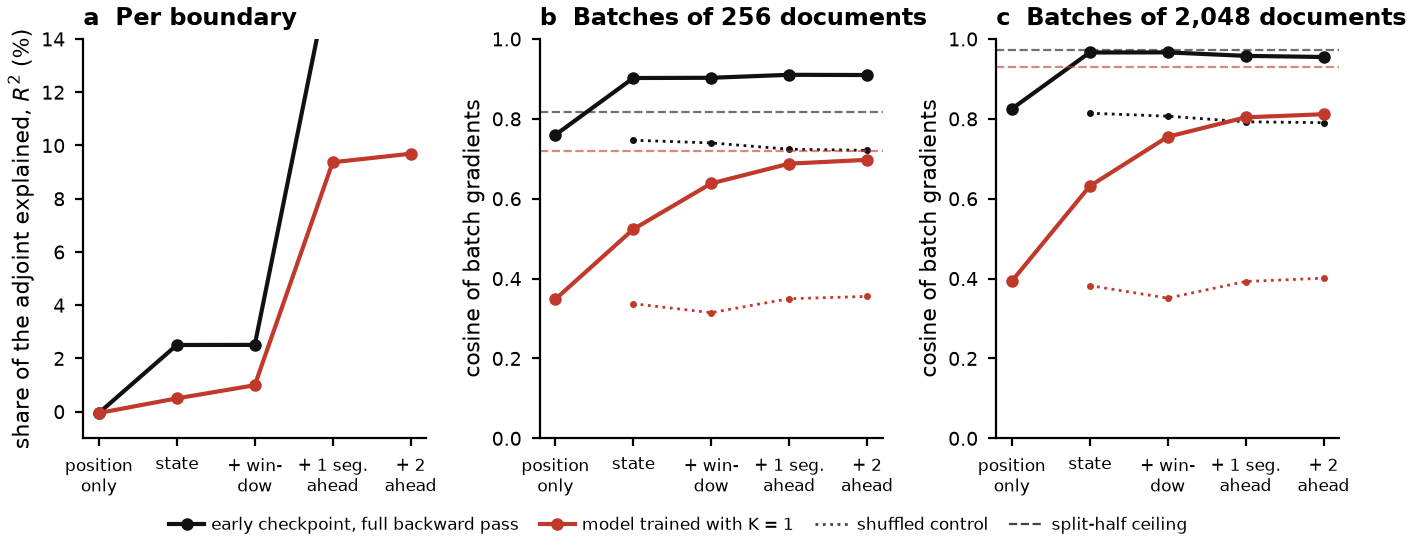 a Per boundary
share of the adjoint explained, R² (%)
14
12
10
8
6
4
2
0
position only
state
+ win-dow
+ 1 seg. ahead
+ 2 ahead
b Batches of 256 documents
cosine of batch gradients
1.0
0.8
0.6
0.4
0.2
0.0
position only
state
+ win-dow
+ 1 seg. ahead
+ 2 ahead
c Batches of 2,048 documents
cosine of batch gradients
1.0
0.8
0.6
0.4
0.2
0.0
position only
state
+ win-dow
+ 1 seg. ahead
+ 2 ahead
early checkpoint, full backward pass
model trained with K = 1
shuffled control
split-half ceiling